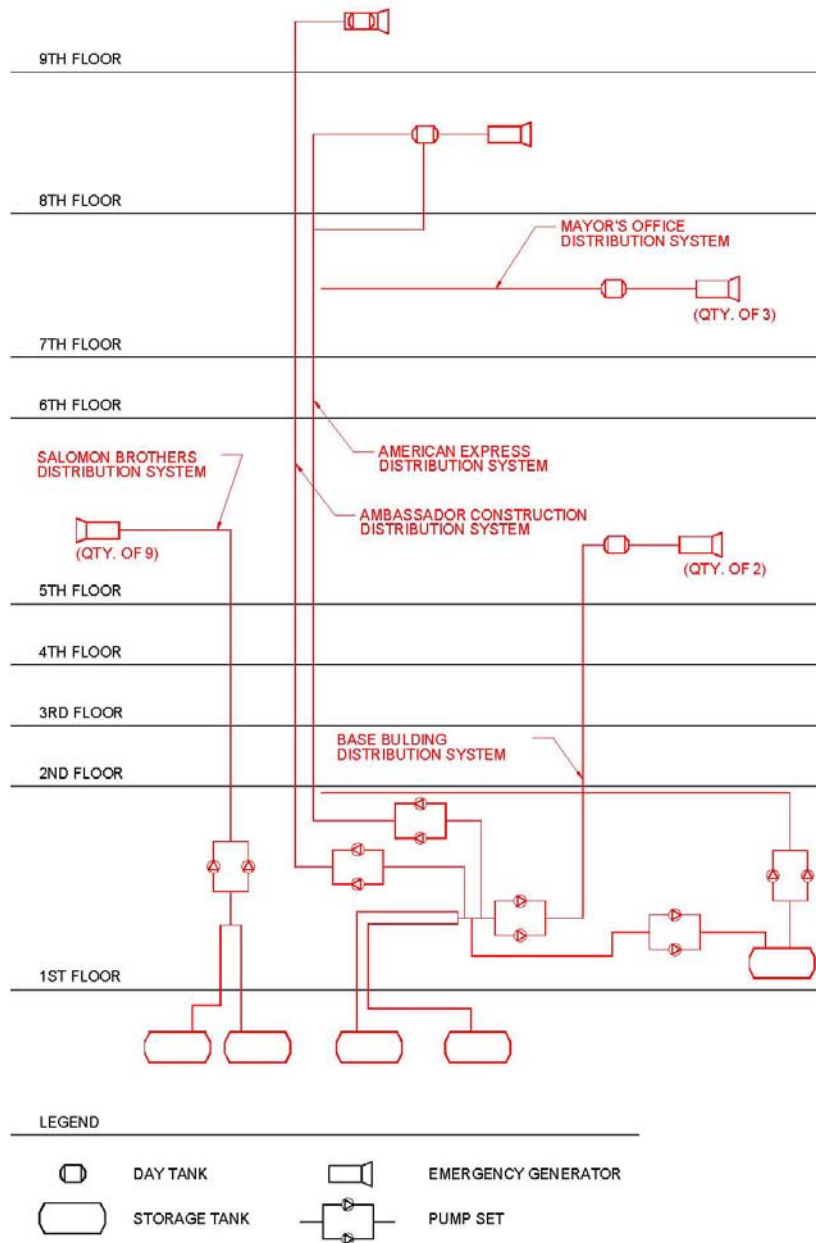 9TH FLOOR
8TH FLOOR
MAYOR'S OFFICE
DISTRIBUTION SYSTEM
(QTY. OF 3)
7TH FLOOR
6TH FLOOR
SALOMON BROTHERS
DISTRIBUTION SYSTEM
AMERICAN EXPRESS
DISTRIBUTION SYSTEM
AMBASSADOR CONSTRUCTION
DISTRIBUTION SYSTEM
(QTY. OF 9)
(QTY. OF 2)
5TH FLOOR
4TH FLOOR
3RD FLOOR
BASE BULDING
DISTRIBUTION SYSTEM
2ND FLOOR
1ST FLOOR
LEGEND
DAY TANK
EMERGENCY GENERATOR
STORAGE TANK
PUMP SET